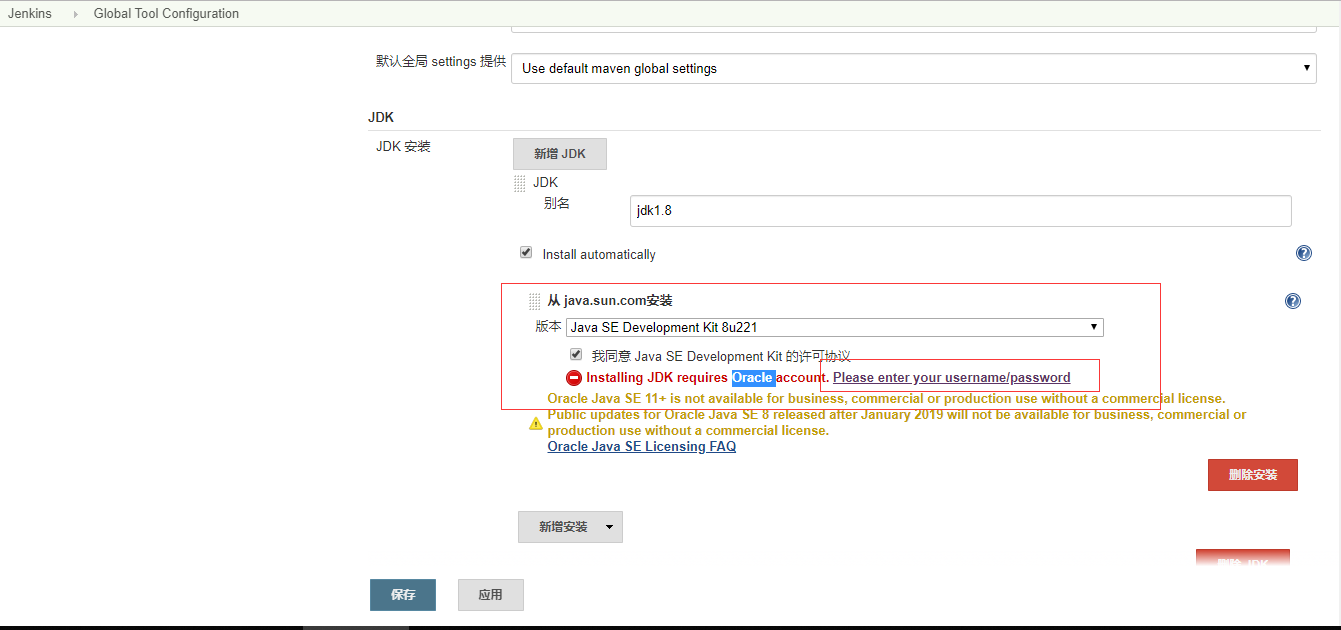 Jenkins Global Tool Configuration
默认全局 settings 提供 Use default maven global settings
JDK
JDK 安装 新增 JDK
JDK
别名 jdk1.8
Install automatically
从 java.sun.com安装
版本 Java SE Development Kit 8u221
我同意 Java SE Development Kit 的许可协议
Installing JDK requires Oracle account. Please enter your username/password
Oracle Java SE 11+ is not available for business, commercial or production use without a commercial license.
Public updates for Oracle Java SE 8 released after January 2019 will not be available for business, commercial or
production use without a commercial license.
Oracle Java SE Licensing FAQ
删除安装
新增安装
删除 JDK
保存 应用